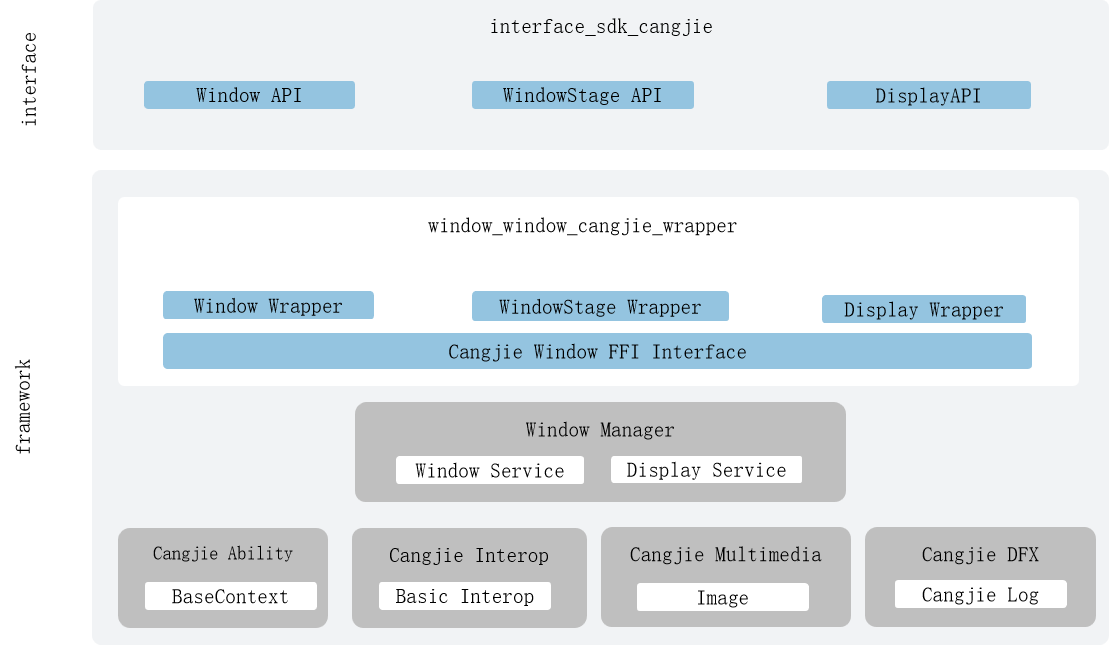 interface
interface_sdk_cangjie
Window API
WindowStage API
DisplayAPI
framework
window_window_cangjie_wrapper
Window Wrapper
WindowStage Wrapper
Display Wrapper
Cangjie Window FFI Interface
Window Manager
Window Service
Display Service
Cangjie Ability
BaseContext
Cangjie Interop
Basic Interop
Cangjie Multimedia
Image
Cangjie DFX
Cangjie Log